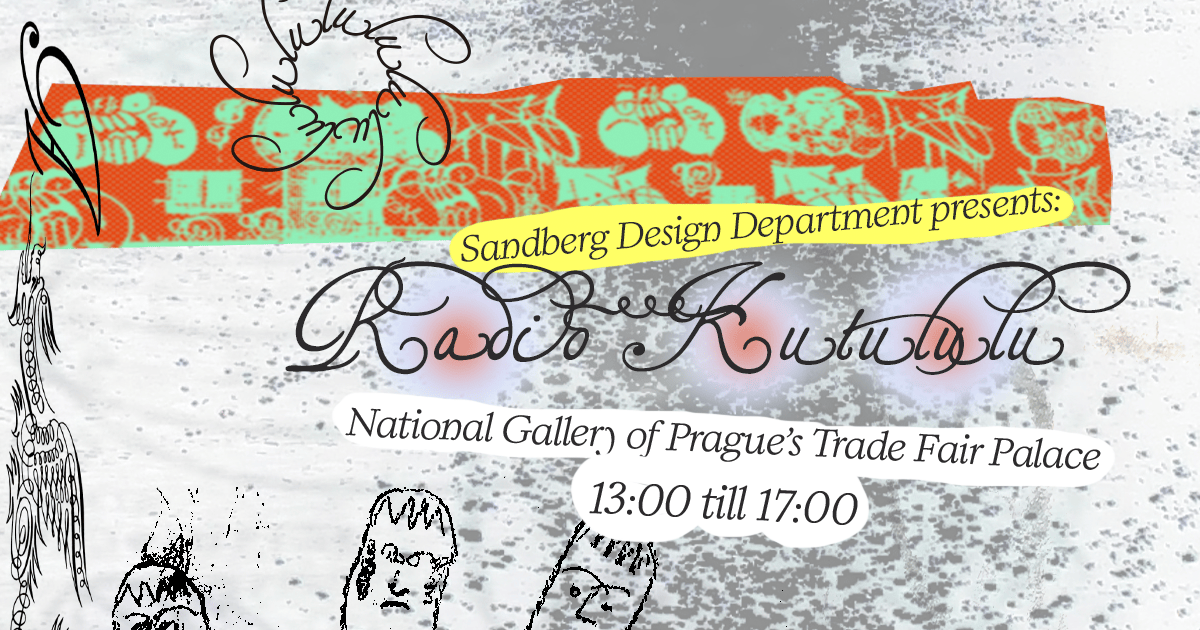 Sandberg Design Department presents:
Radio Kutululu
National Gallery of Prague’s Trade Fair Palace
13:00 till 17:00